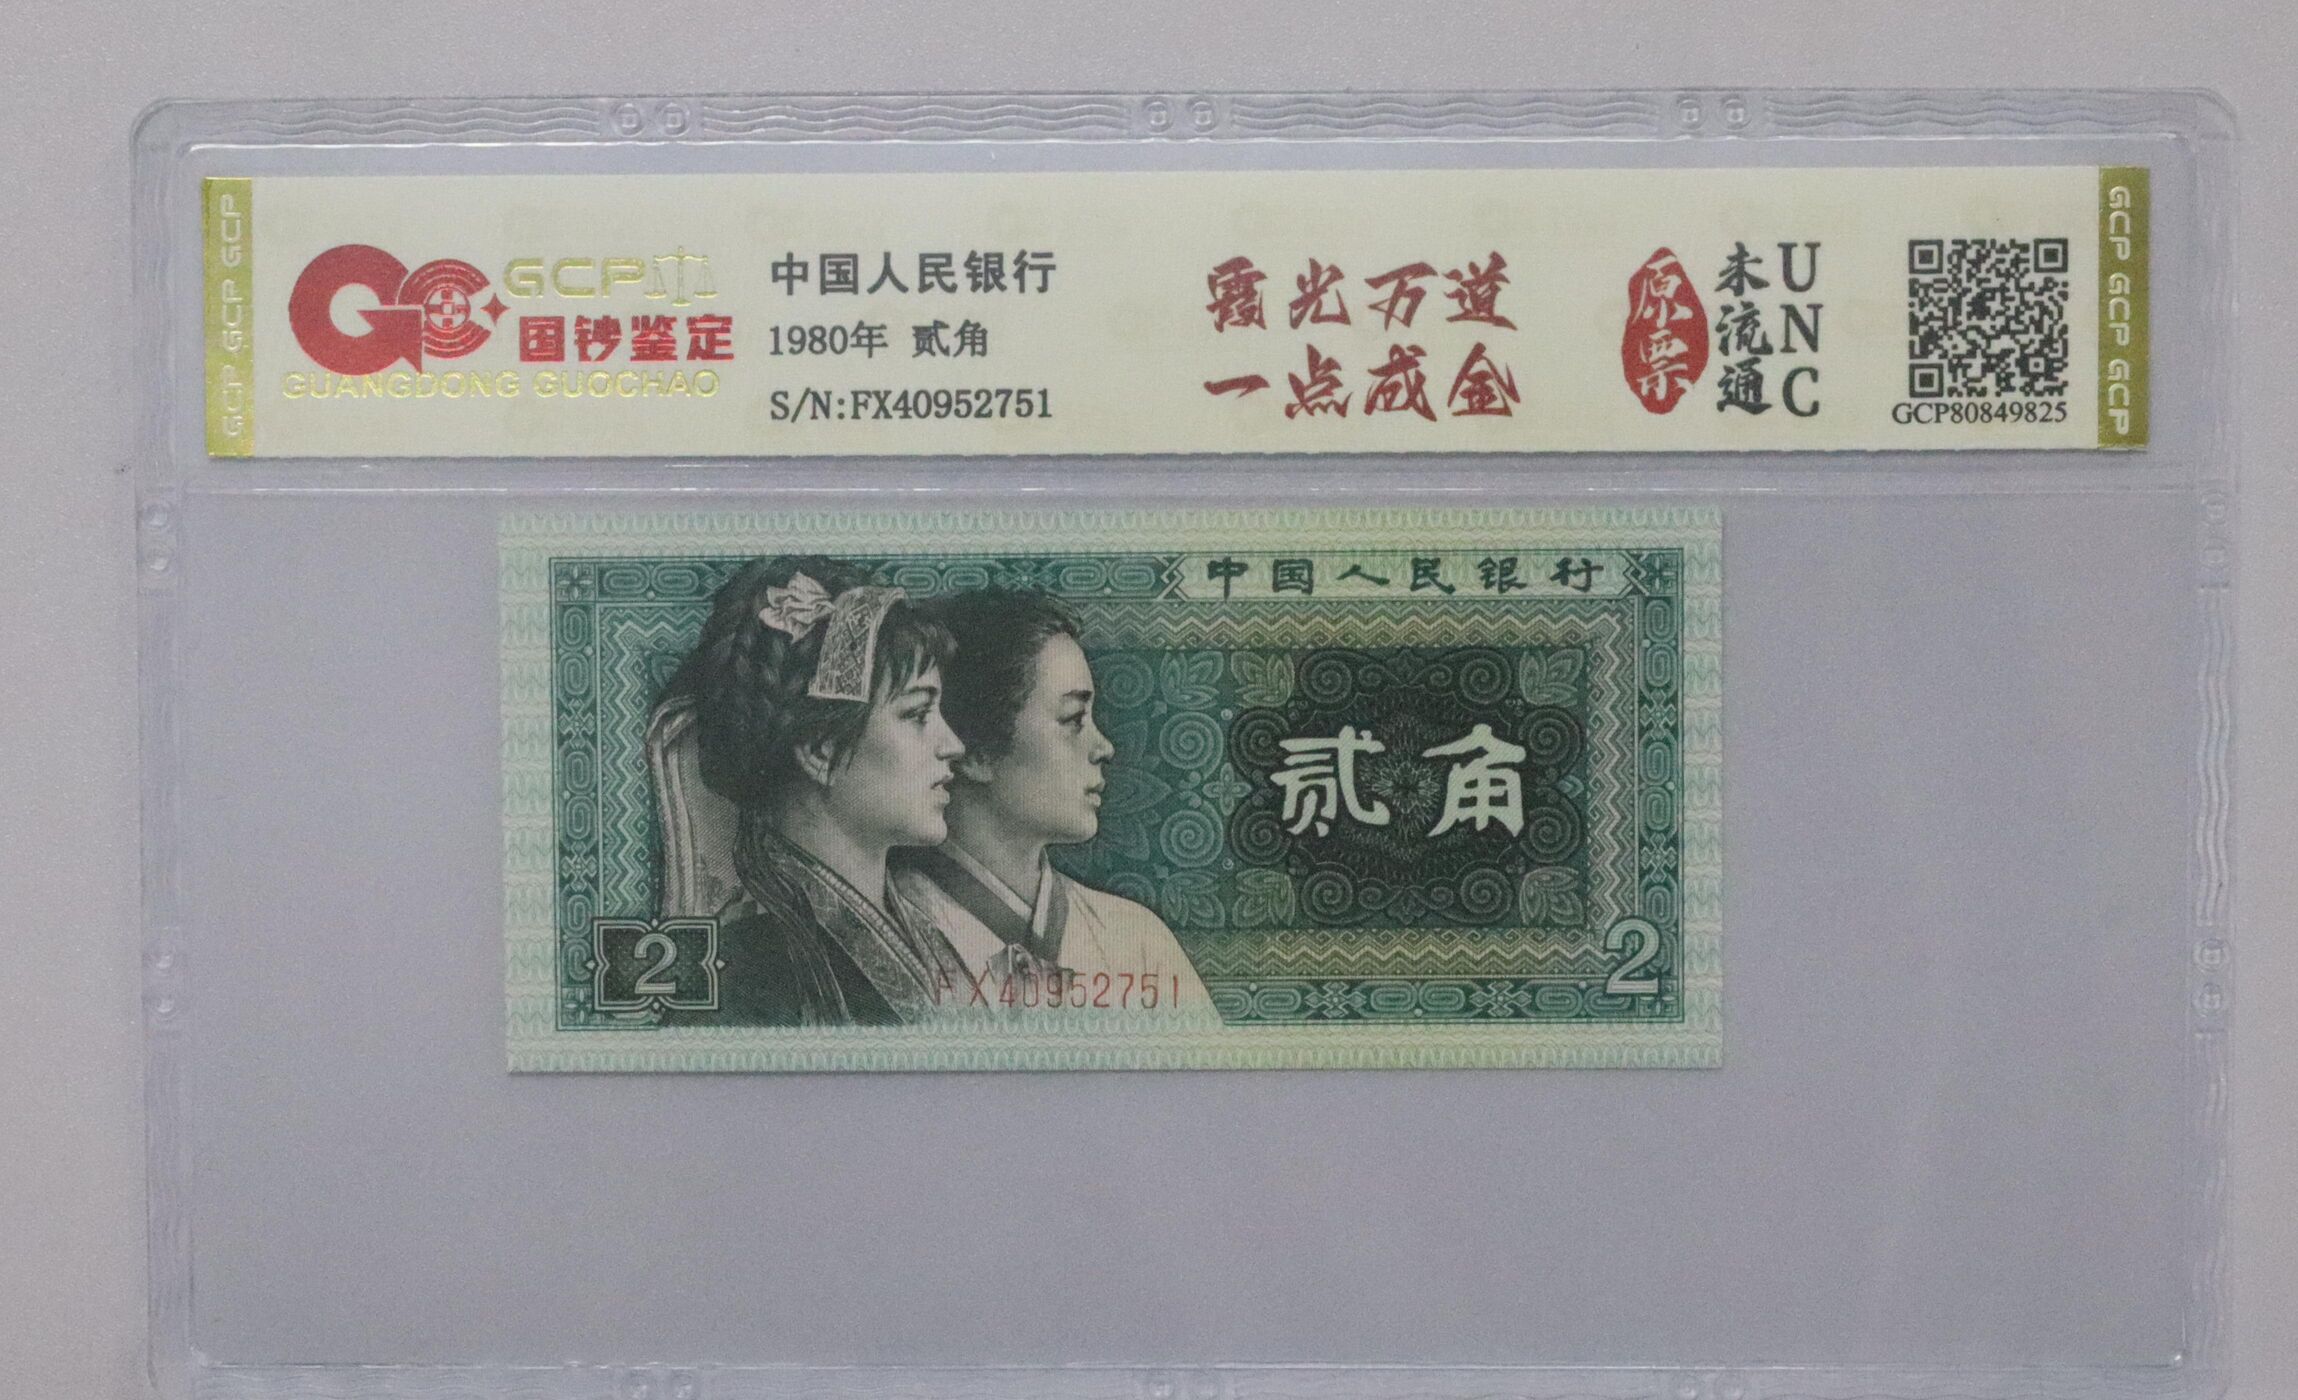 GCP GCP GCP
GCP
国钞鉴定
GUANGDONG GUOCHAO
中国人民银行
1980年 贰角
S/N:FX40952751
霞光万道
一点成金
原票
未流通
UNC
GCP80849825
GCP GCP GCP
中国人民银行
贰角
2
FX40952751
2